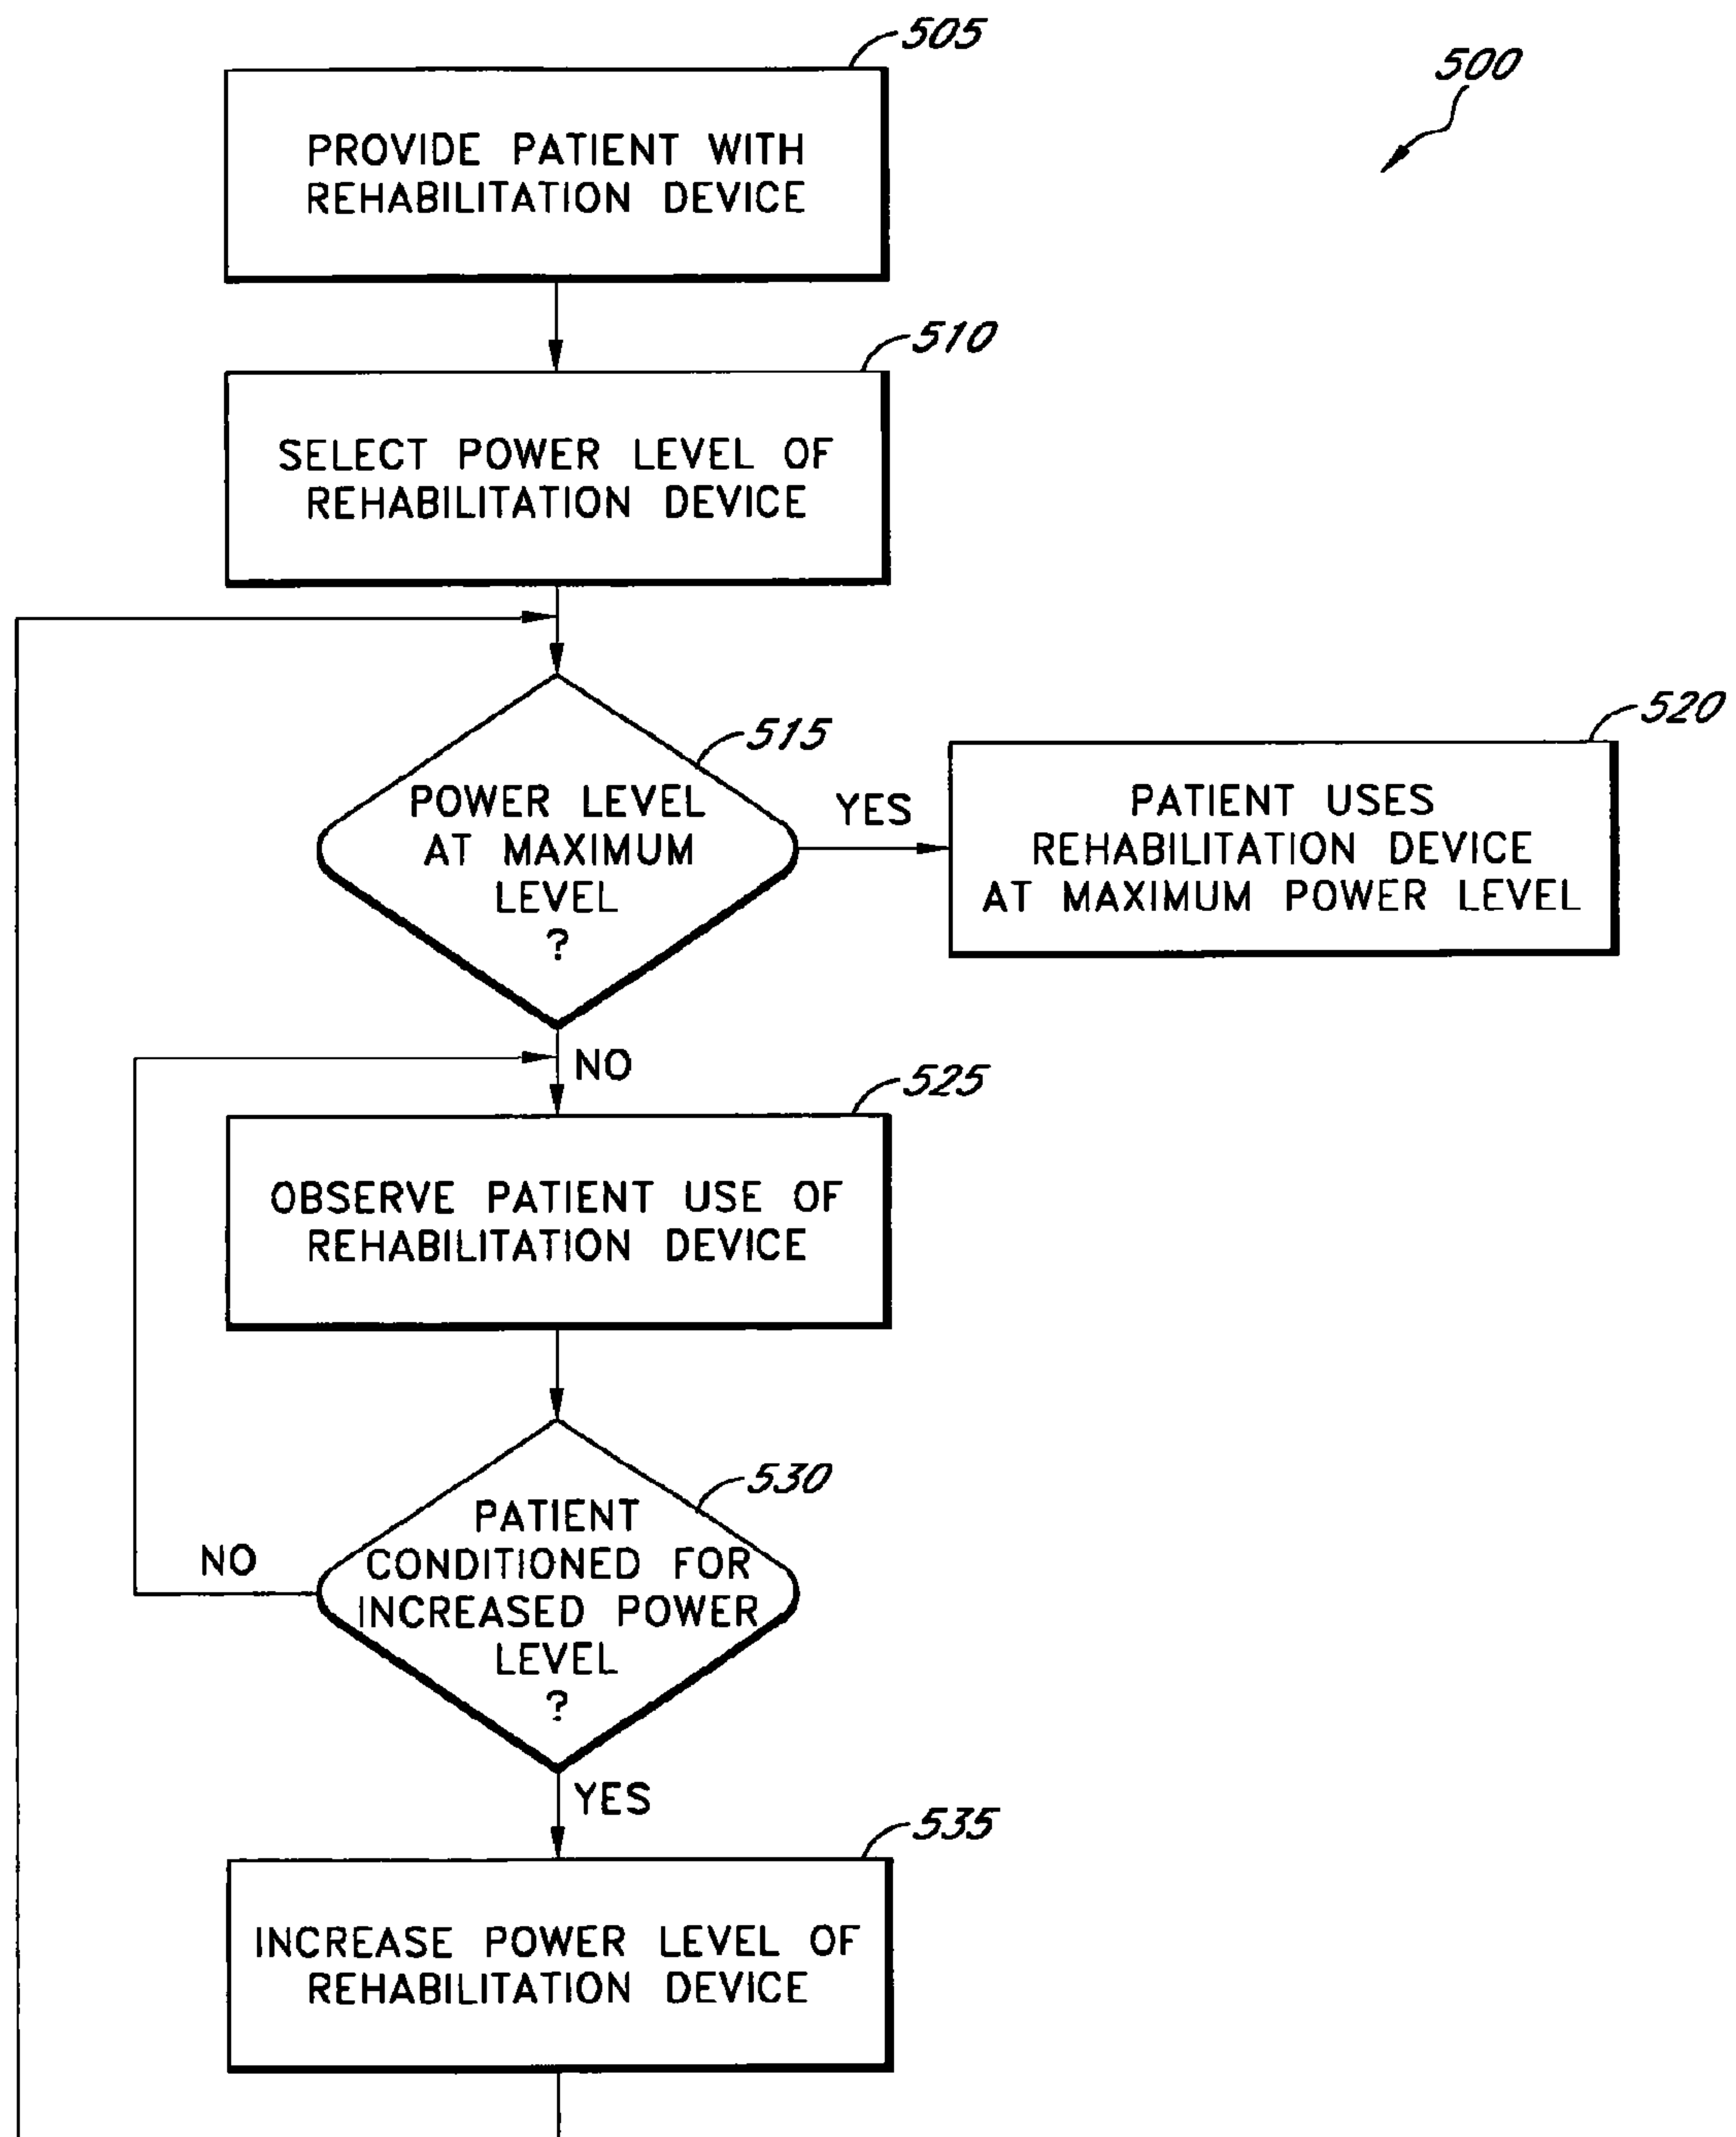 505
500
PROVIDE PATIENT WITH
REHABILITATION DEVICE
510
SELECT POWER LEVEL OF
REHABILITATION DEVICE
515
POWER LEVEL
AT MAXIMUM
LEVEL
?
YES
520
PATIENT USES
REHABILITATION DEVICE
AT MAXIMUM POWER LEVEL
NO
525
OBSERVE PATIENT USE OF
REHABILITATION DEVICE
530
PATIENT
CONDITIONED FOR
INCREASED POWER
LEVEL
?
NO
YES
535
INCREASE POWER LEVEL OF
REHABILITATION DEVICE